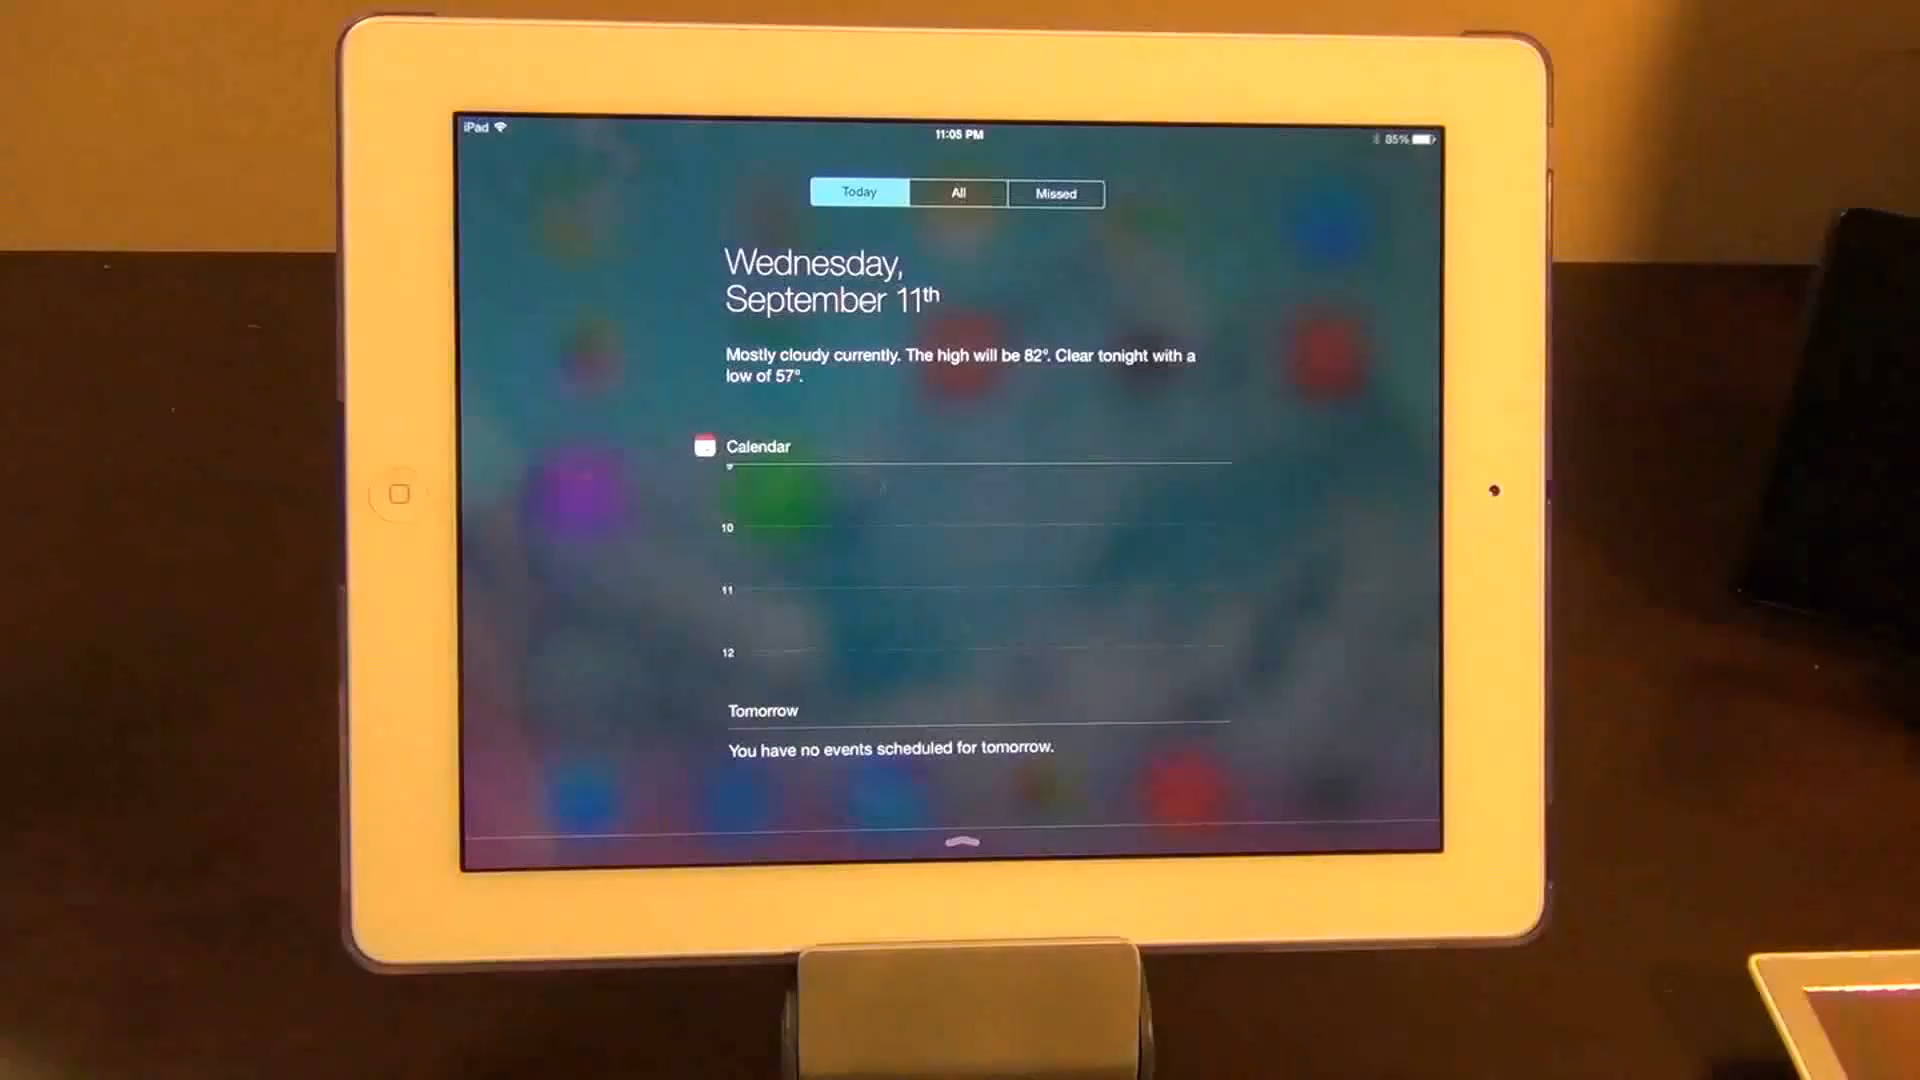 iPad
11:05 PM
85%
Today
All
Missed
Wednesday,
September 11th
Mostly cloudy currently. The high will be 82°. Clear tonight with a
low of 57°.
Calendar
9
10
11
12
Tomorrow
You have no events scheduled for tomorrow.